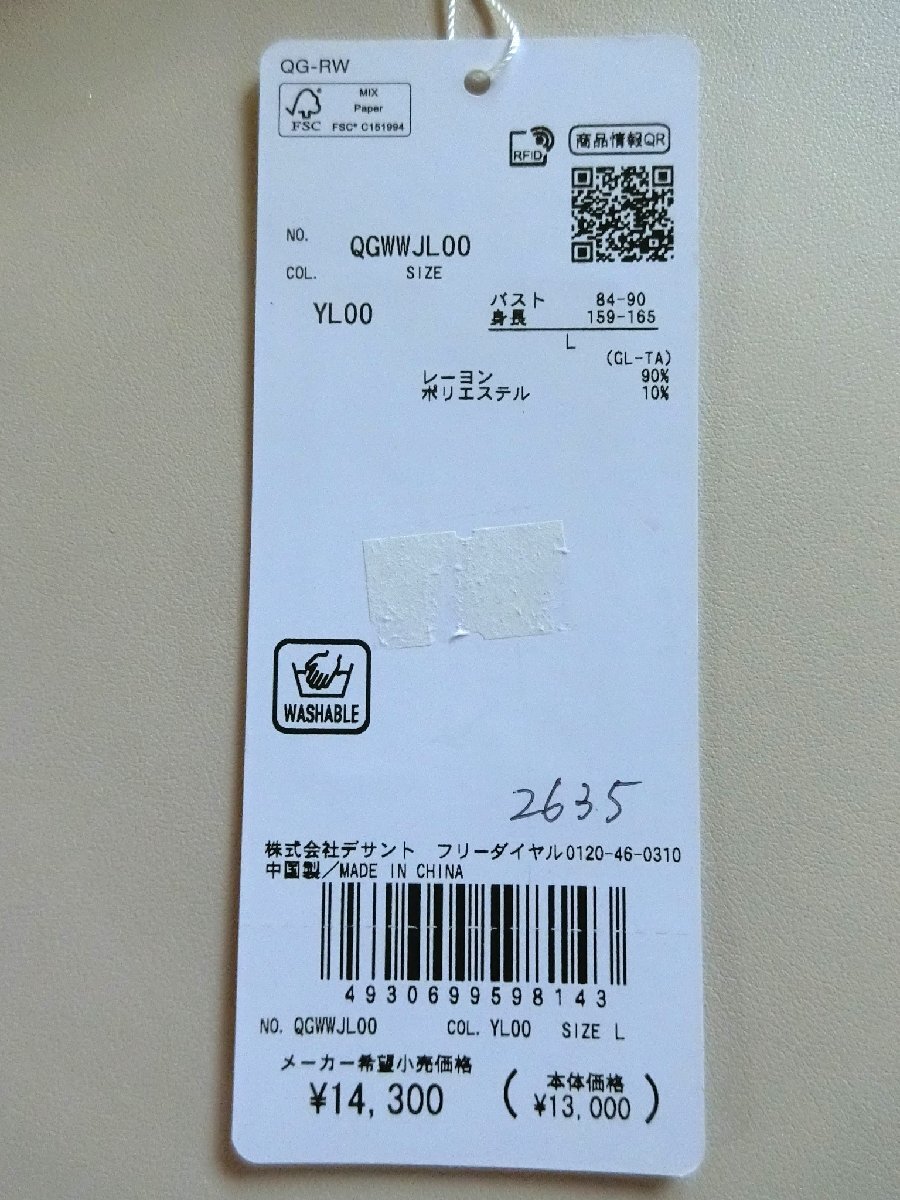 QG-RW
MIX
Paper
FSC
FSC® C151994
RFID
商品情報QR
NO.
QGWWJL00
COL.
SIZE
YL00
バスト 84-90
身長 159-165
L
(GL-TA)
レーヨン 90%
ポリエステル 10%
WASHABLE
2635
株式会社デサント フリーダイヤル0120-46-0310
中国製/MADE IN CHINA
4930699598143
NO. QGWWJL00 COL. YL00 SIZE L
メーカー希望小売価格
¥14,300
(本体価格
¥13,000)